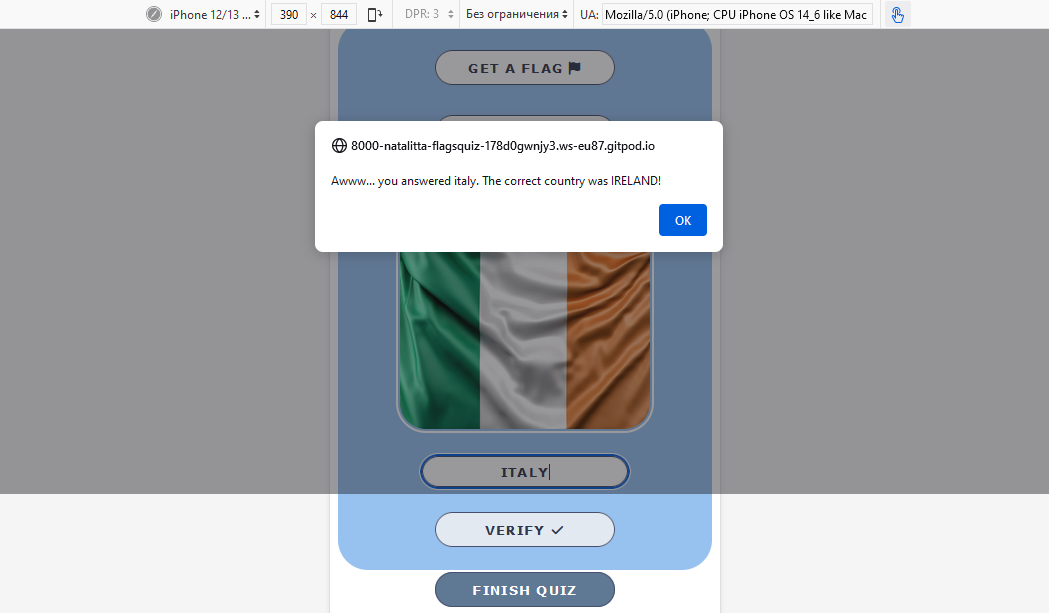 iPhone 12/13 ... 390 × 844 DPR: 3 Без ограничения UA: Mozilla/5.0 (iPhone; CPU iPhone OS 14_6 like Mac
GET A FLAG
8000-natalitta-flagsquiz-178d0gwnjy3.ws-eu87.gitpod.io
Awww... you answered italy. The correct country was IRELAND!
OK
ITALY
VERIFY
FINISH QUIZ